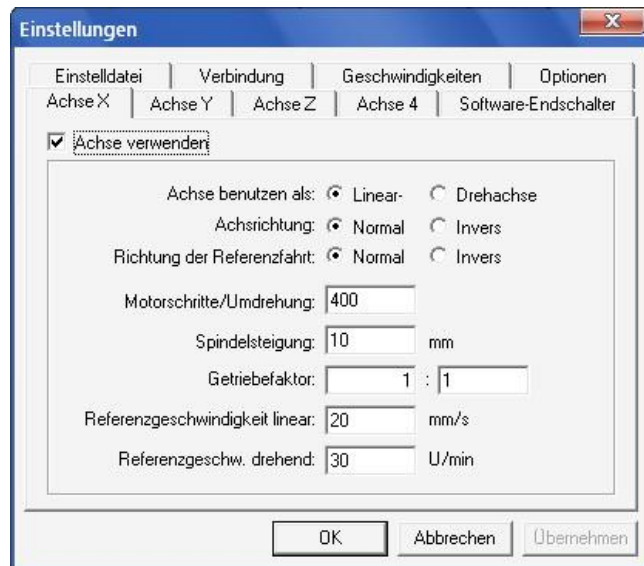 Einstellungen
Einstelldatei Verbindung Geschwindigkeiten Optionen
Achse X Achse Y Achse Z Achse 4 Software-Endschalter
Achse verwenden
Achse benutzen als: Linear- Drehachse
Achsrichtung: Normal Invers
Richtung der Referenzfahrt: Normal Invers
Motorschritte/Umdrehung: 400
Spindelsteigung: 10 mm
Getriebefaktor: 1 : 1
Referenzgeschwindigkeit linear: 20 mm/s
Referenzgeschw. drehend: 30 U/min
OK Abbrechen Übernehmen